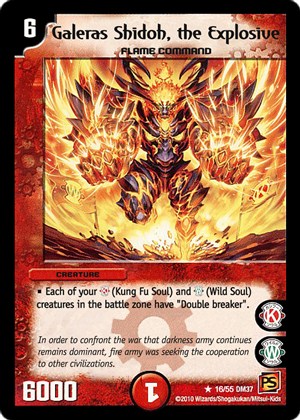 6 Galeras Shidoh, the Explosive
FLAME COMMAND
CREATURE
▪ Each of your (Kung Fu Soul) and (Wild Soul)
creatures in the battle zone have "Double breaker".
K
W
In order to confront the war that darkness army continues
remains dominant, fire army was seeking the cooperation
to other civilizations.
6000
1
★ 16/55 DM37
©2010 Wizards/Shogakukan/Mitsui-Kids
PS